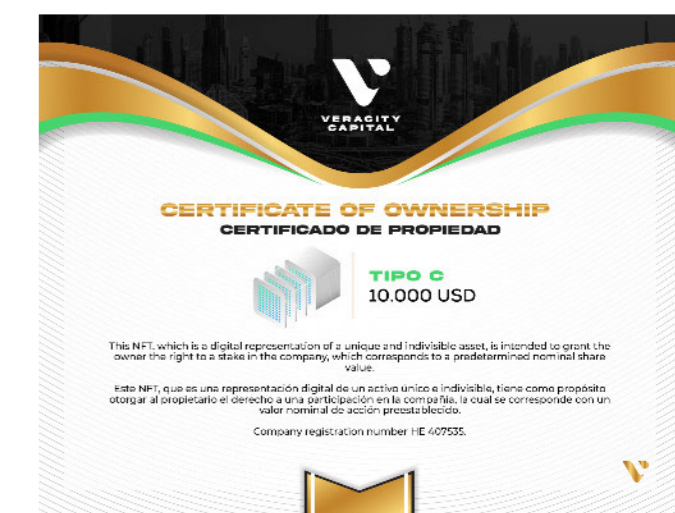 VERACITY
CAPITAL
CERTIFICATE OF OWNERSHIP
CERTIFICADO DE PROPIEDAD
TIPO C
10.000 USD
This NFT, which is a digital representation of a unique and indivisible asset, is intended to grant the
owner the right to a stake in the company, which corresponds to a predetermined nominal share
value.
Este NFT, que es una representación digital de un activo único e indivisible, tiene como propósito
otorgar al propietario el derecho a una participación en la compañía, la cual se corresponde con un
valor nominal de acción preestablecido.
Company registration number HE 407535.